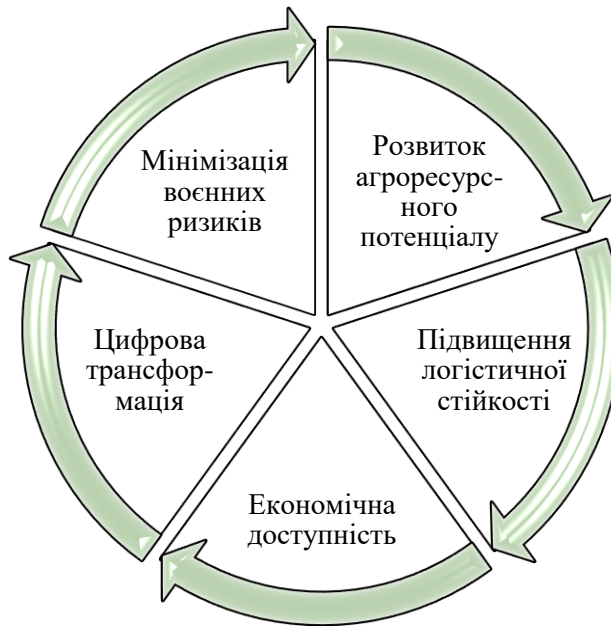 Мінімізація
воєнних
ризиків
Розвиток
агроресурс-
ного
потенціалу
Підвищення
логістичної
стійкості
Економічна
доступність
Цифрова
трансфор-
мація